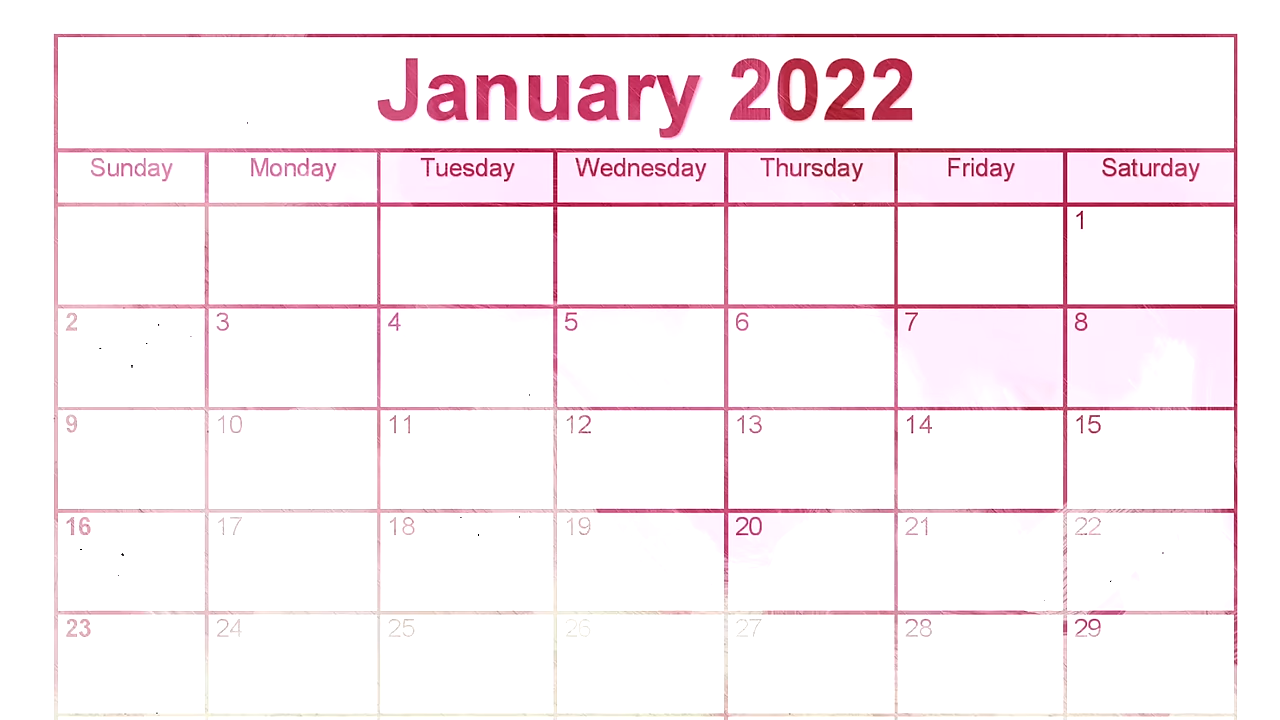 January 2022
Sunday Monday Tuesday Wednesday Thursday Friday Saturday
1
2 3 4 5 6 7 8
9 10 11 12 13 14 15
16 17 18 19 20 21 22
23 24 25 26 27 28 29